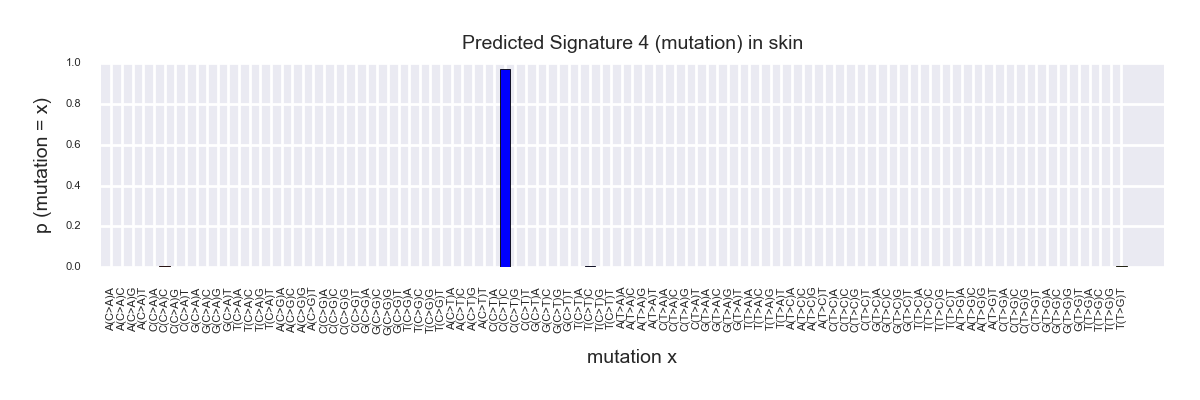 Predicted Signature 4 (mutation) in skin
p (mutation = x)
1.0
0.8
0.6
0.4
0.2
0.0
A(C>A)A
A(C>A)C
A(C>A)G
A(C>A)T
C(C>A)A
C(C>A)C
C(C>A)G
C(C>A)T
G(C>A)A
G(C>A)C
G(C>A)G
G(C>A)T
T(C>A)A
T(C>A)C
T(C>A)G
T(C>A)T
A(C>G)A
A(C>G)C
A(C>G)G
A(C>G)T
C(C>G)A
C(C>G)C
C(C>G)G
C(C>G)T
G(C>G)A
G(C>G)C
G(C>G)G
G(C>G)T
T(C>G)A
T(C>G)C
T(C>G)G
T(C>G)T
A(C>T)A
A(C>T)C
A(C>T)G
A(C>T)T
C(C>T)A
C(C>T)C
C(C>T)G
C(C>T)T
G(C>T)A
G(C>T)C
G(C>T)G
G(C>T)T
T(C>T)A
T(C>T)C
T(C>T)G
T(C>T)T
A(T>A)A
A(T>A)C
A(T>A)G
A(T>A)T
C(T>A)A
C(T>A)C
C(T>A)G
C(T>A)T
G(T>A)A
G(T>A)C
G(T>A)G
G(T>A)T
T(T>A)A
T(T>A)C
T(T>A)G
T(T>A)T
A(T>C)A
A(T>C)C
A(T>C)G
A(T>C)T
C(T>C)A
C(T>C)C
C(T>C)G
C(T>C)T
G(T>C)A
G(T>C)C
G(T>C)G
G(T>C)T
T(T>C)A
T(T>C)C
T(T>C)G
T(T>C)T
A(T>G)A
A(T>G)C
A(T>G)G
A(T>G)T
C(T>G)A
C(T>G)C
C(T>G)G
C(T>G)T
G(T>G)A
G(T>G)C
G(T>G)G
G(T>G)T
T(T>G)A
T(T>G)C
T(T>G)G
T(T>G)T
mutation x